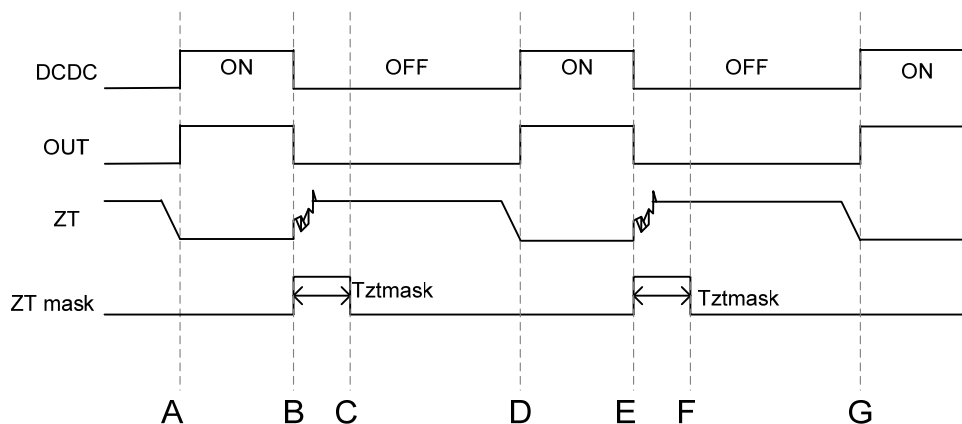 DCDC
ON
OFF
ON
OFF
ON
OUT
ZT
ZT mask
Tztmask
Tztmask
A
B
C
D
E
F
G